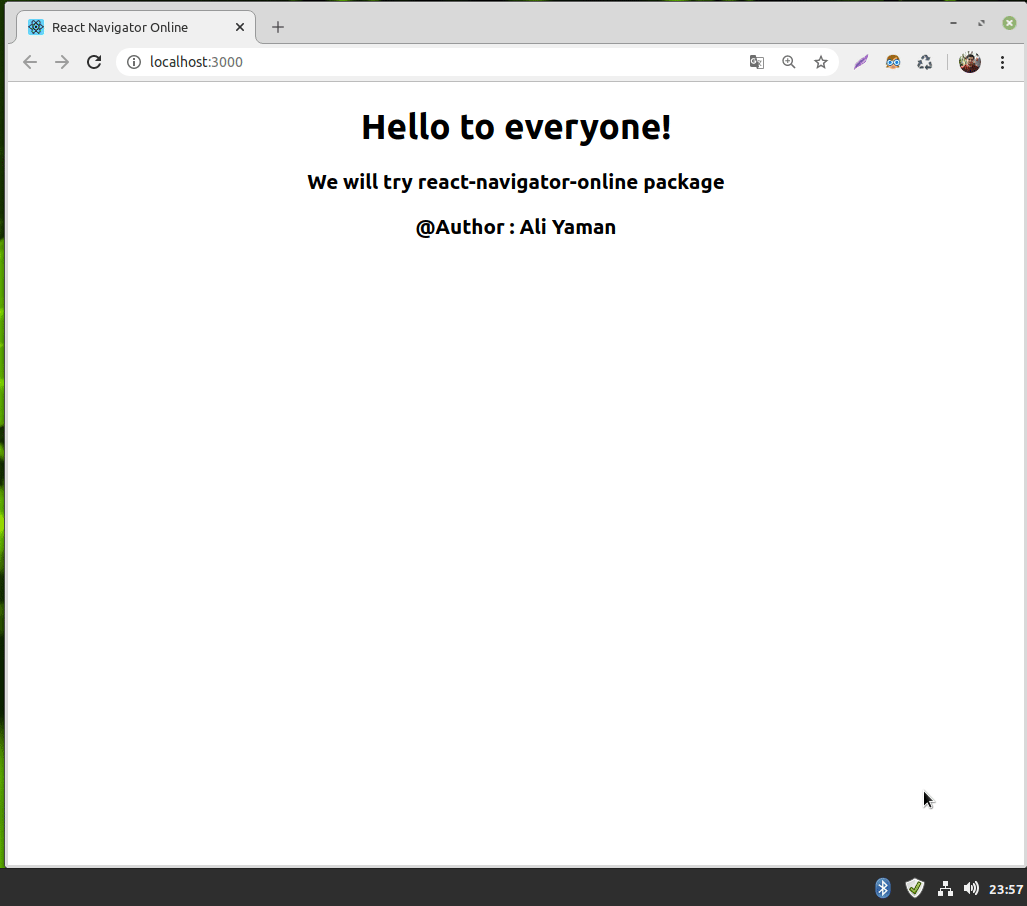 React Navigator Online
localhost:3000
Hello to everyone!
We will try react-navigator-online package
@Author : Ali Yaman
23:57